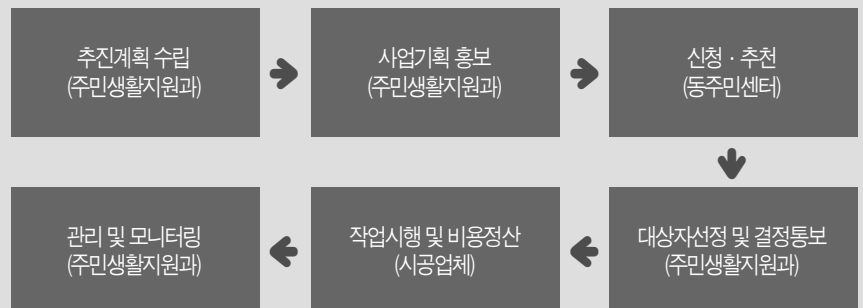 추진계획 수립
(주민생활지원과)
사업기획 홍보
(주민생활지원과)
신청 · 추천
(동주민센터)
대상자선정 및 결정통보
(주민생활지원과)
작업시행 및 비용정산
(시공업체)
관리 및 모니터링
(주민생활지원과)